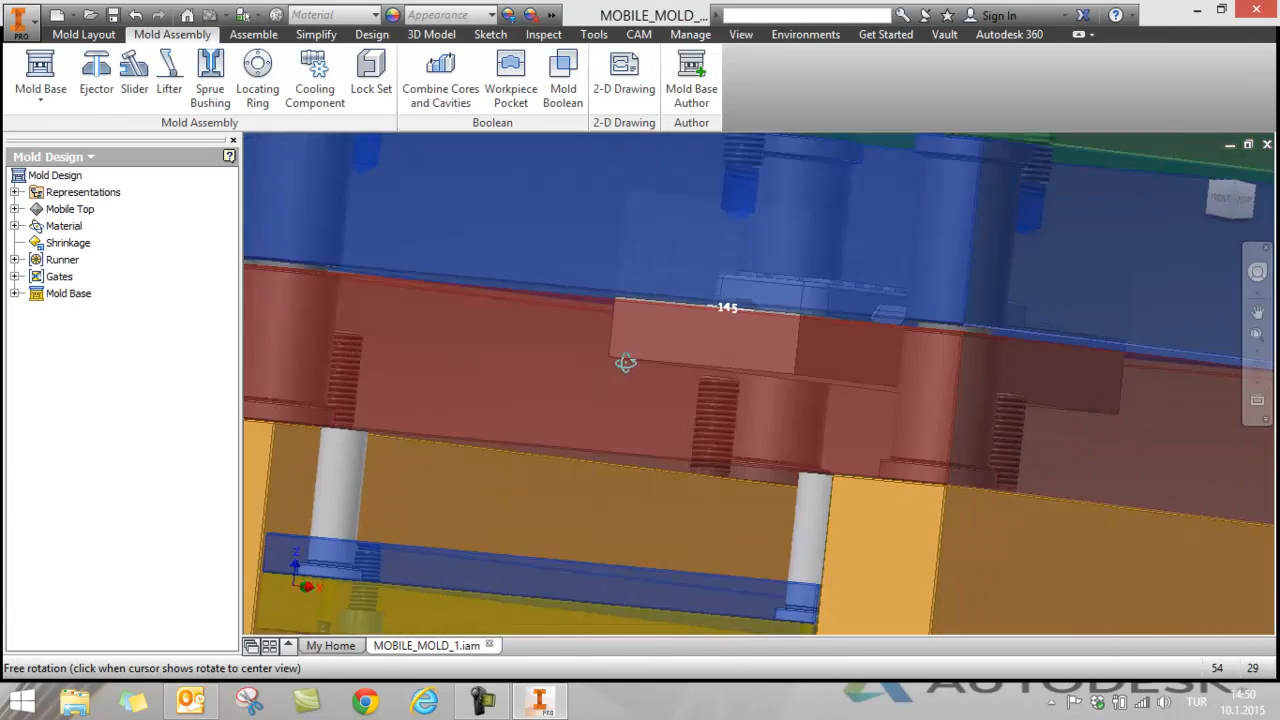 Material
Appearance
MOBILE_MOLD_...
Sign In
PRO
Mold Layout
Mold Assembly
Assemble
Simplify
Design
3D Model
Sketch
Inspect
Tools
CAM
Manage
View
Environments
Get Started
Vault
Autodesk 360
Mold Base
Ejector
Slider
Lifter
Sprue Bushing
Locating Ring
Cooling Component
Lock Set
Combine Cores and Cavities
Workpiece Pocket
Mold Boolean
2-D Drawing
Mold Base Author
Mold Assembly
Boolean
2-D Drawing
Author
Mold Design
Mold Design
Representations
Mobile Top
Material
Shrinkage
Runner
Gates
Mold Base
FRONT
145
Z
X
My Home
MOBILE_MOLD_1.iam
Free rotation (click when cursor shows rotate to center view)
54
29
AUTODESK
PRO
TUR
14:50
10.1.2015